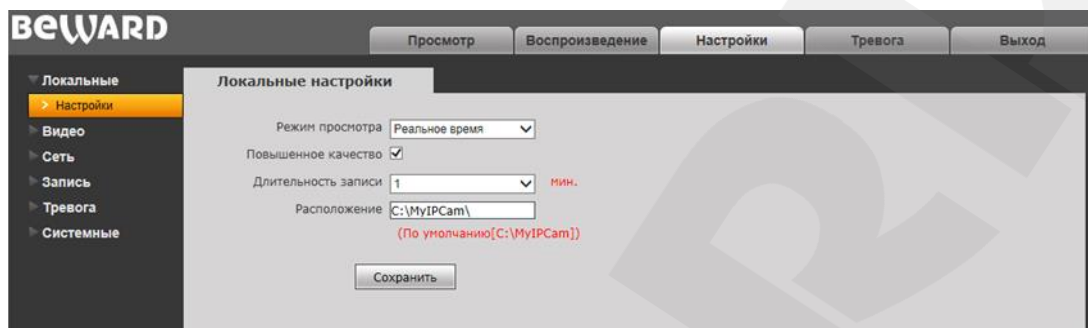 BEWARD
Просмотр Воспроизведение Настройки Тревога Выход
Локальные
Настройки
Видео
Сеть
Запись
Тревога
Системные
Локальные настройки
Режим просмотра Реальное время
Повышенное качество
Длительность записи 1 мин.
Расположение C:\MyIPCam\
(По умолчанию[C:\MyIPCam])
Сохранить